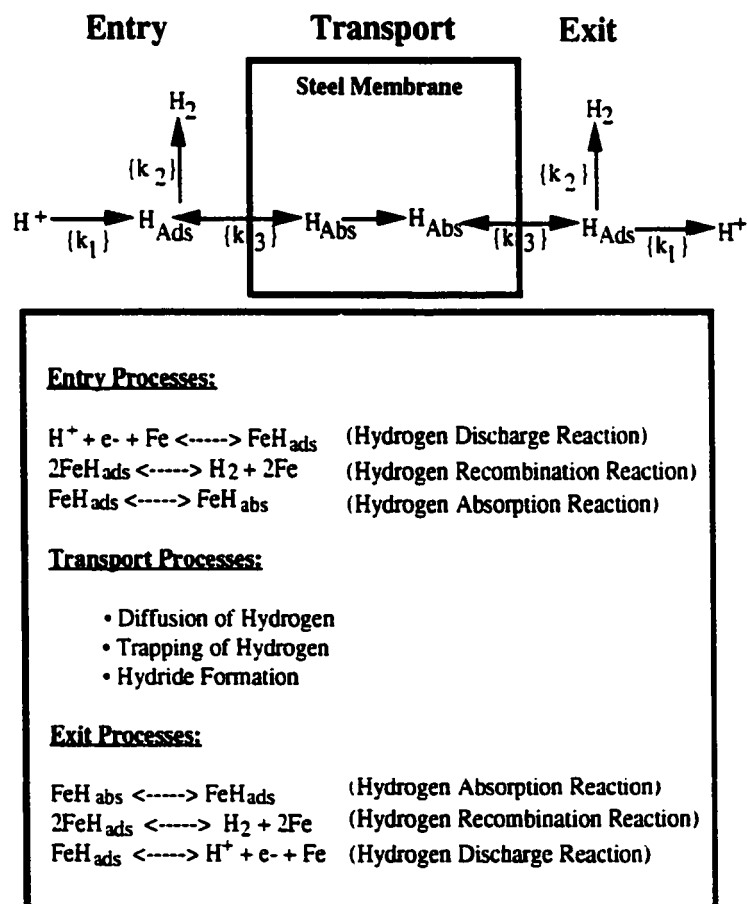 Entry Transport Exit
Steel Membrane
H2 H2
{k2} {k2}
H+ HAds HAbs HAbs HAds H+
{k1} {k3} {k3} {k1}
Entry Processes:
H+ + e- + Fe <-----> FeHads (Hydrogen Discharge Reaction)
2FeHads <-----> H2 + 2Fe (Hydrogen Recombination Reaction)
FeHads <-----> FeHabs (Hydrogen Absorption Reaction)
Transport Processes:
• Diffusion of Hydrogen
• Trapping of Hydrogen
• Hydride Formation
Exit Processes:
FeHabs <-----> FeHads (Hydrogen Absorption Reaction)
2FeHads <-----> H2 + 2Fe (Hydrogen Recombination Reaction)
FeHads <-----> H+ + e- + Fe (Hydrogen Discharge Reaction)